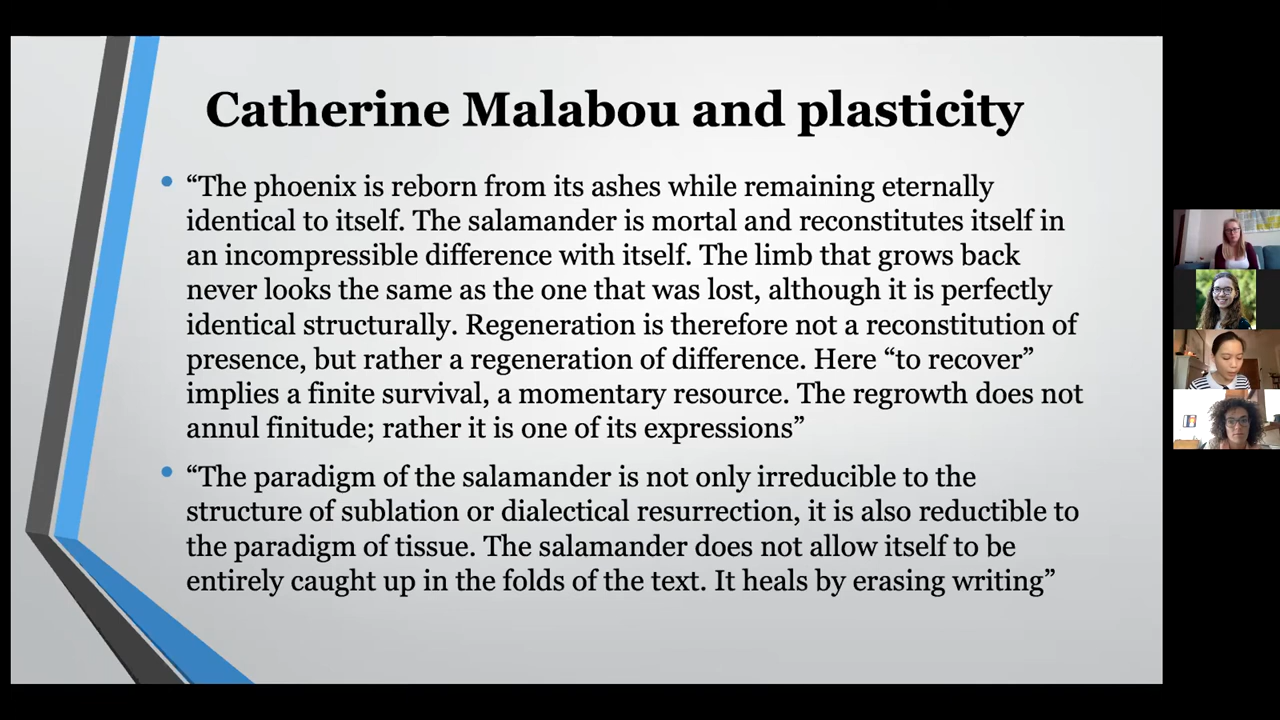 Catherine Malabou and plasticity
“The phoenix is reborn from its ashes while remaining eternally
identical to itself. The salamander is mortal and reconstitutes itself in
an incompressible difference with itself. The limb that grows back
never looks the same as the one that was lost, although it is perfectly
identical structurally. Regeneration is therefore not a reconstitution of
presence, but rather a regeneration of difference. Here “to recover”
implies a finite survival, a momentary resource. The regrowth does not
annul finitude; rather it is one of its expressions”
“The paradigm of the salamander is not only irreducible to the
structure of sublation or dialectical resurrection, it is also reductible to
the paradigm of tissue. The salamander does not allow itself to be
entirely caught up in the folds of the text. It heals by erasing writing”